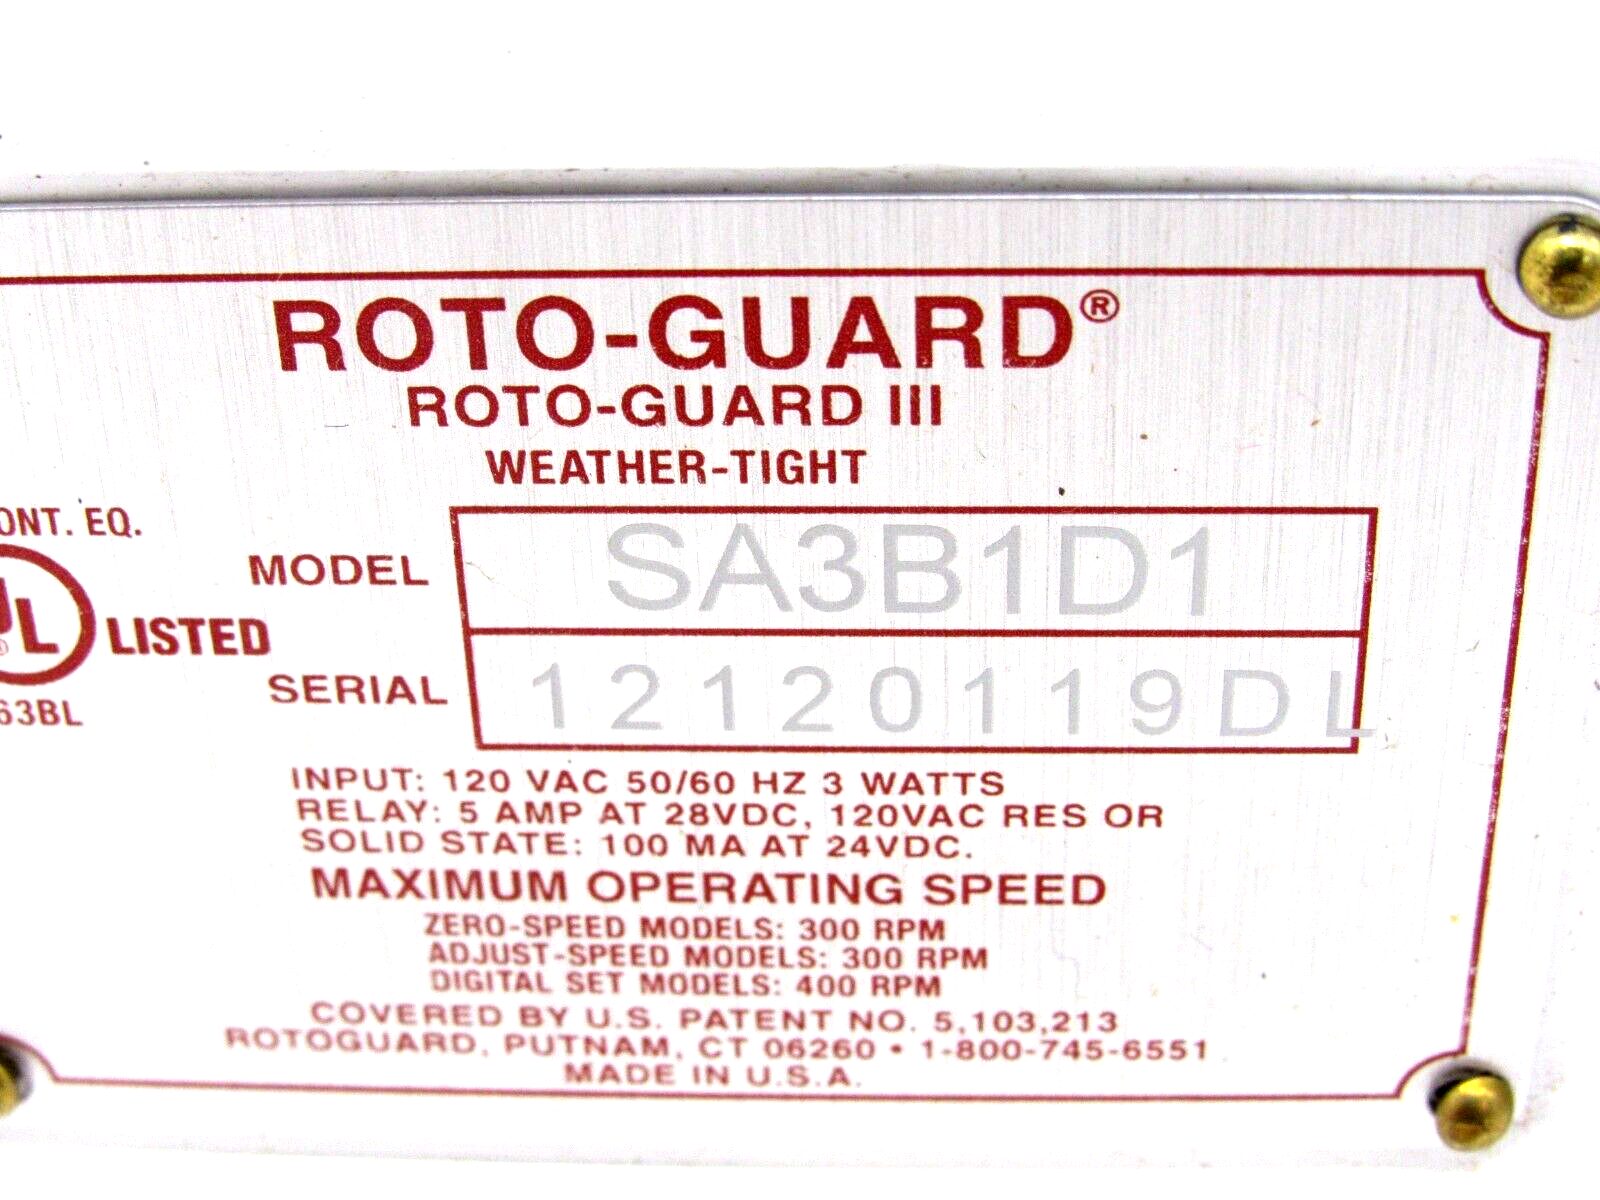 ROTO-GUARD®
ROTO-GUARD III
WEATHER-TIGHT
ONT. EQ.
UL® LISTED
63BL
MODEL SA3B1D1
SERIAL 12120119DL
INPUT: 120 VAC 50/60 HZ 3 WATTS
RELAY: 5 AMP AT 28VDC, 120VAC RES OR
SOLID STATE: 100 MA AT 24VDC.
MAXIMUM OPERATING SPEED
ZERO-SPEED MODELS: 300 RPM
ADJUST-SPEED MODELS: 300 RPM
DIGITAL SET MODELS: 400 RPM
COVERED BY U.S. PATENT NO. 5,103,213
ROTOGUARD, PUTNAM, CT 06260 • 1-800-745-6551
MADE IN U.S.A.